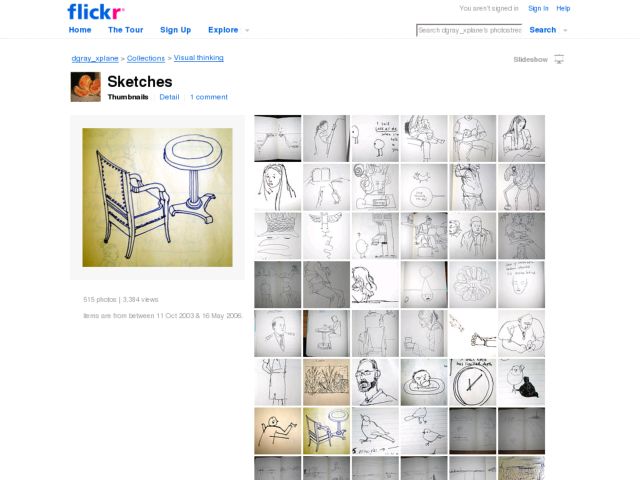 flickr
You aren't signed in   Sign In   Help
Home   The Tour   Sign Up   Explore
Search dgray_xplane's photostream   Search
dgray_xplane > Collections > Visual thinking
Slideshow
Sketches
Thumbnails   Detail   1 comment
515 photos | 3,384 views
items are from between 11 Oct 2003 & 16 May 2006.